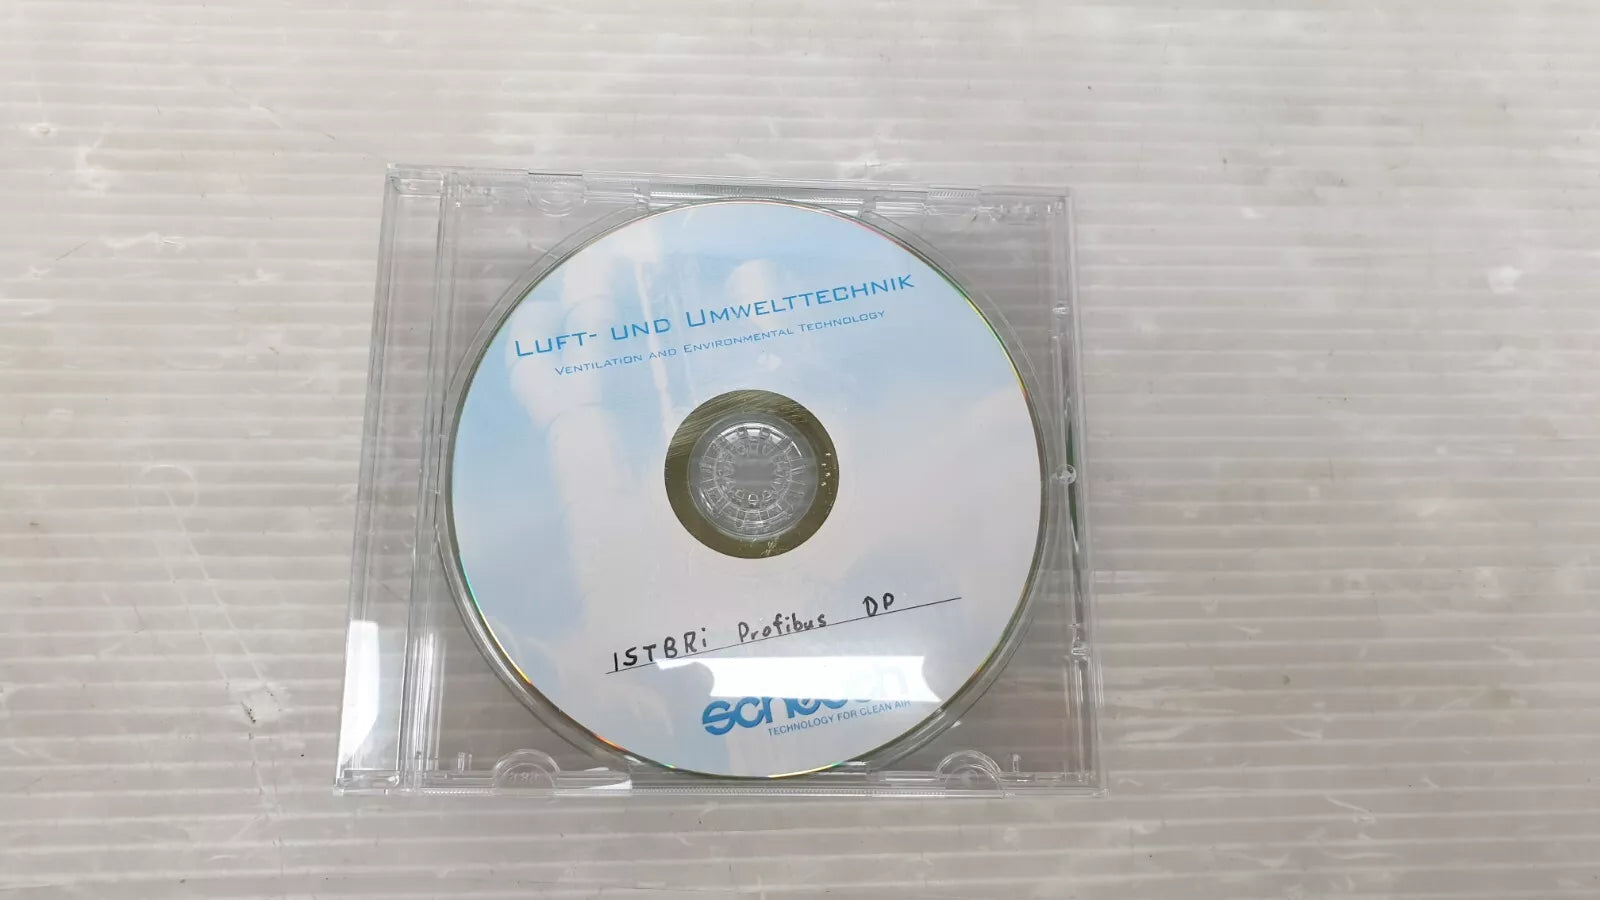 LUFT- UND UMWELTTECHNIK
VENTILATION AND ENVIRONMENTAL TECHNOLOGY
ISTBRi Profibus DP
TECHNOLOGY FOR CLEAN AIR